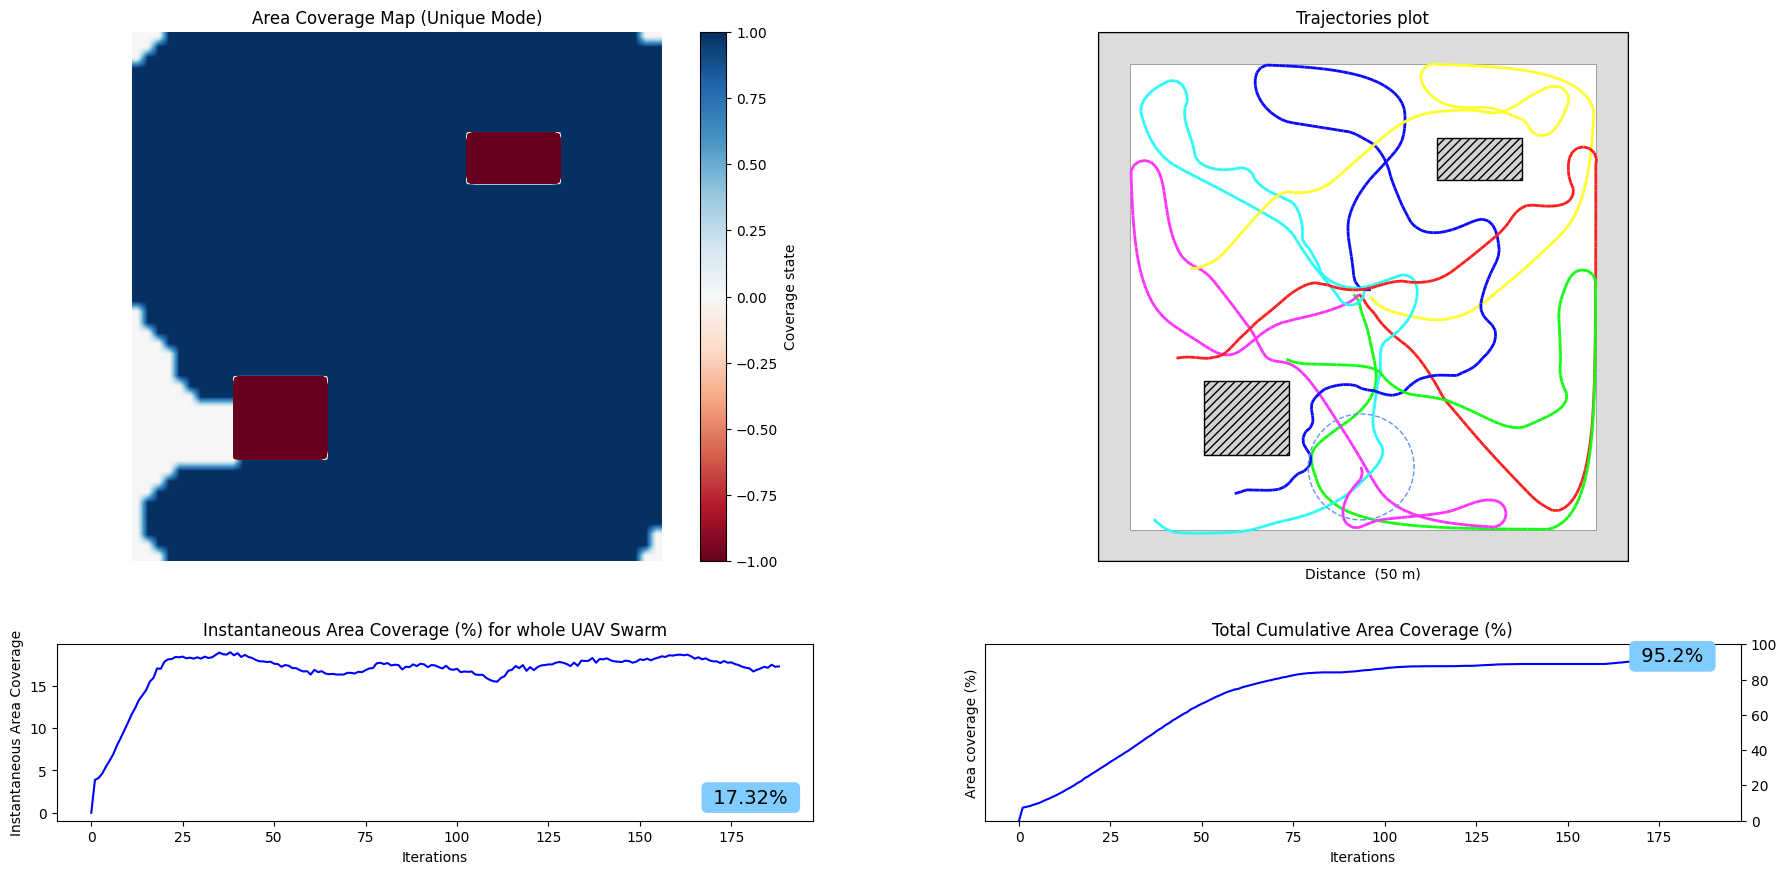 Area Coverage Map (Unique Mode)
1.00
0.75
0.50
0.25
0.00
−0.25
−0.50
−0.75
−1.00
Coverage state
Trajectories plot
Distance  (50 m)
Instantaneous Area Coverage (%) for whole UAV Swarm
Instantaneous Area Coverage
15
10
5
0
17.32%
0 25 50 75 100 125 150 175
Iterations
Total Cumulative Area Coverage (%)
Area coverage (%)
95.2%
100
80
60
40
20
0
0 25 50 75 100 125 150 175
Iterations